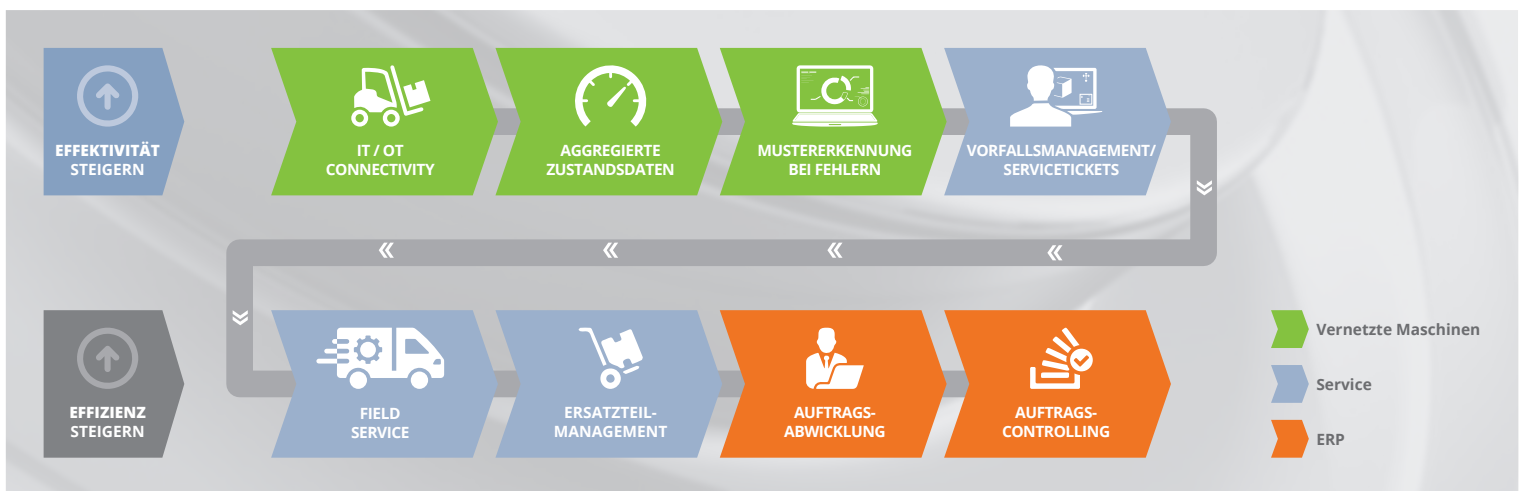 EFFEKTIVITÄT
STEIGERN
IT / OT
CONNECTIVITY
AGGREGIERTE
ZUSTANDSDATEN
MUSTERERKENNUNG
BEI FEHLERN
VORFALLSMANAGEMENT/
SERVICETICKETS
EFFIZIENZ
STEIGERN
FIELD
SERVICE
ERSATZTEIL-
MANAGEMENT
AUFTRAGS-
ABWICKLUNG
AUFTRAGS-
CONTROLLING
Vernetzte Maschinen
Service
ERP